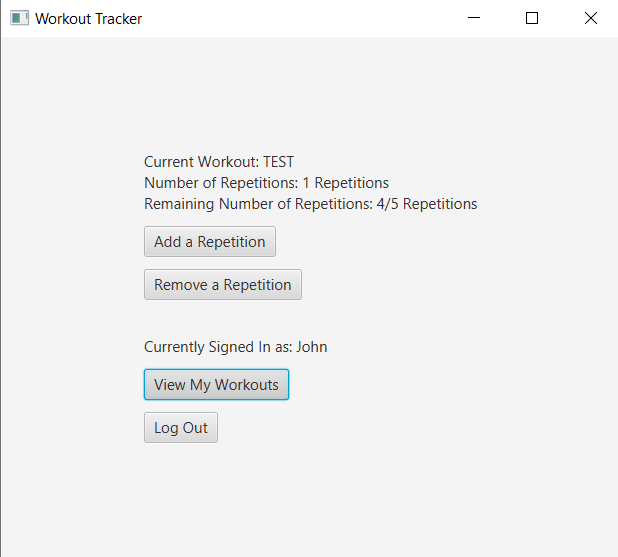 Workout Tracker
Current Workout: TEST
Number of Repetitions: 1 Repetitions
Remaining Number of Repetitions: 4/5 Repetitions
Add a Repetition
Remove a Repetition
Currently Signed In as: John
View My Workouts
Log Out